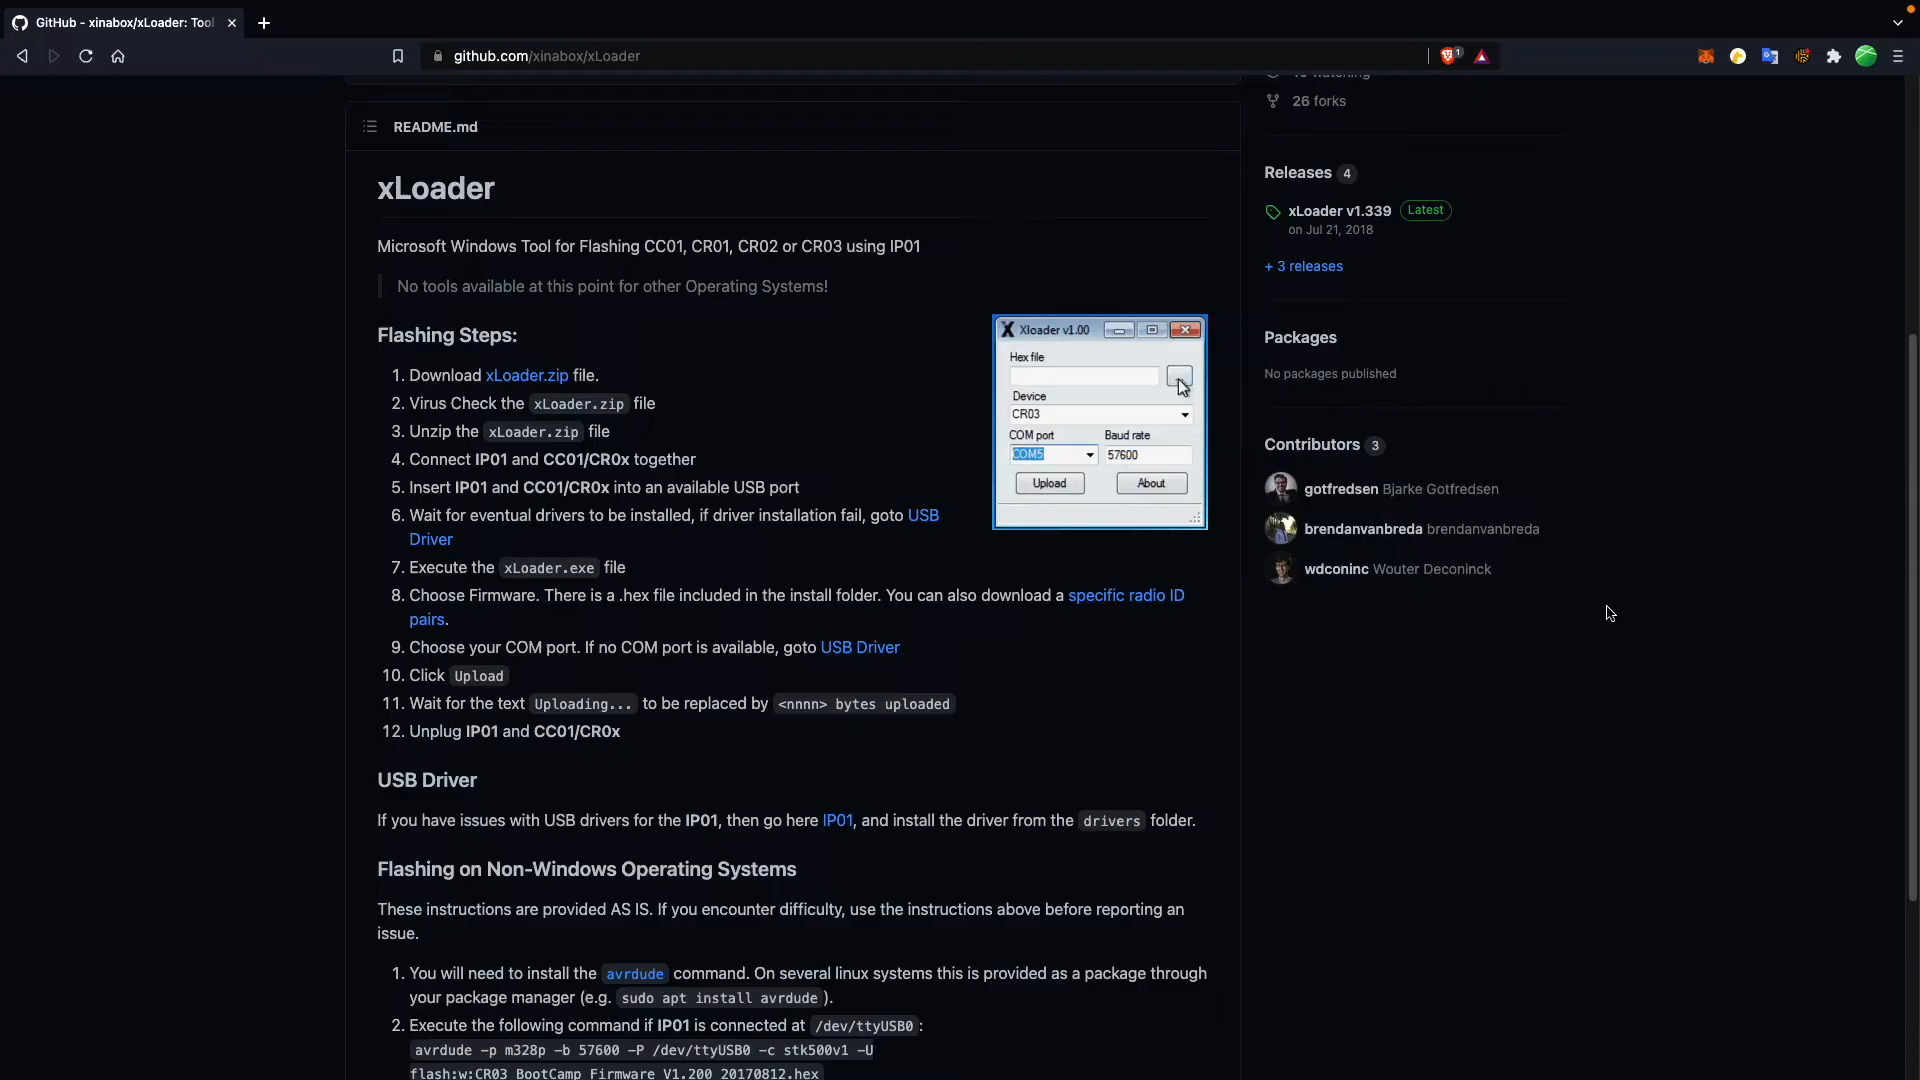 GitHub - xinabox/xLoader: Tool
github.com/xinabox/xLoader
1
26 forks
README.md
xLoader
Microsoft Windows Tool for Flashing CC01, CR01, CR02 or CR03 using IP01
No tools available at this point for other Operating Systems!
Flashing Steps:
1. Download xLoader.zip file.
2. Virus Check the xLoader.zip file
3. Unzip the xLoader.zip file
4. Connect IP01 and CC01/CR0x together
5. Insert IP01 and CC01/CR0x into an available USB port
6. Wait for eventual drivers to be installed, if driver installation fail, goto USB
Driver
7. Execute the xLoader.exe file
8. Choose Firmware. There is a .hex file included in the install folder. You can also download a specific radio ID
pairs.
9. Choose your COM port. If no COM port is available, goto USB Driver
10. Click Upload
11. Wait for the text Uploading... to be replaced by <nnnn> bytes uploaded
12. Unplug IP01 and CC01/CR0x
X Xloader v1.00
Hex file
Device
CR03
COM port Baud rate
COM5 57600
Upload About
USB Driver
If you have issues with USB drivers for the IP01, then go here IP01, and install the driver from the drivers folder.
Flashing on Non-Windows Operating Systems
These instructions are provided AS IS. If you encounter difficulty, use the instructions above before reporting an
issue.
1. You will need to install the avrdude command. On several linux systems this is provided as a package through
your package manager (e.g. sudo apt install avrdude ).
2. Execute the following command if IP01 is connected at /dev/ttyUSB0 :
avrdude -p m328p -b 57600 -P /dev/ttyUSB0 -c stk500v1 -U
flash:w:CR03_BootCamp_Firmware_V1.200_20170812.hex
Releases 4
xLoader v1.339 Latest
on Jul 21, 2018
+ 3 releases
Packages
No packages published
Contributors 3
gotfredsen Bjarke Gotfredsen
brendanvanbreda brendanvanbreda
wdconinc Wouter Deconinck